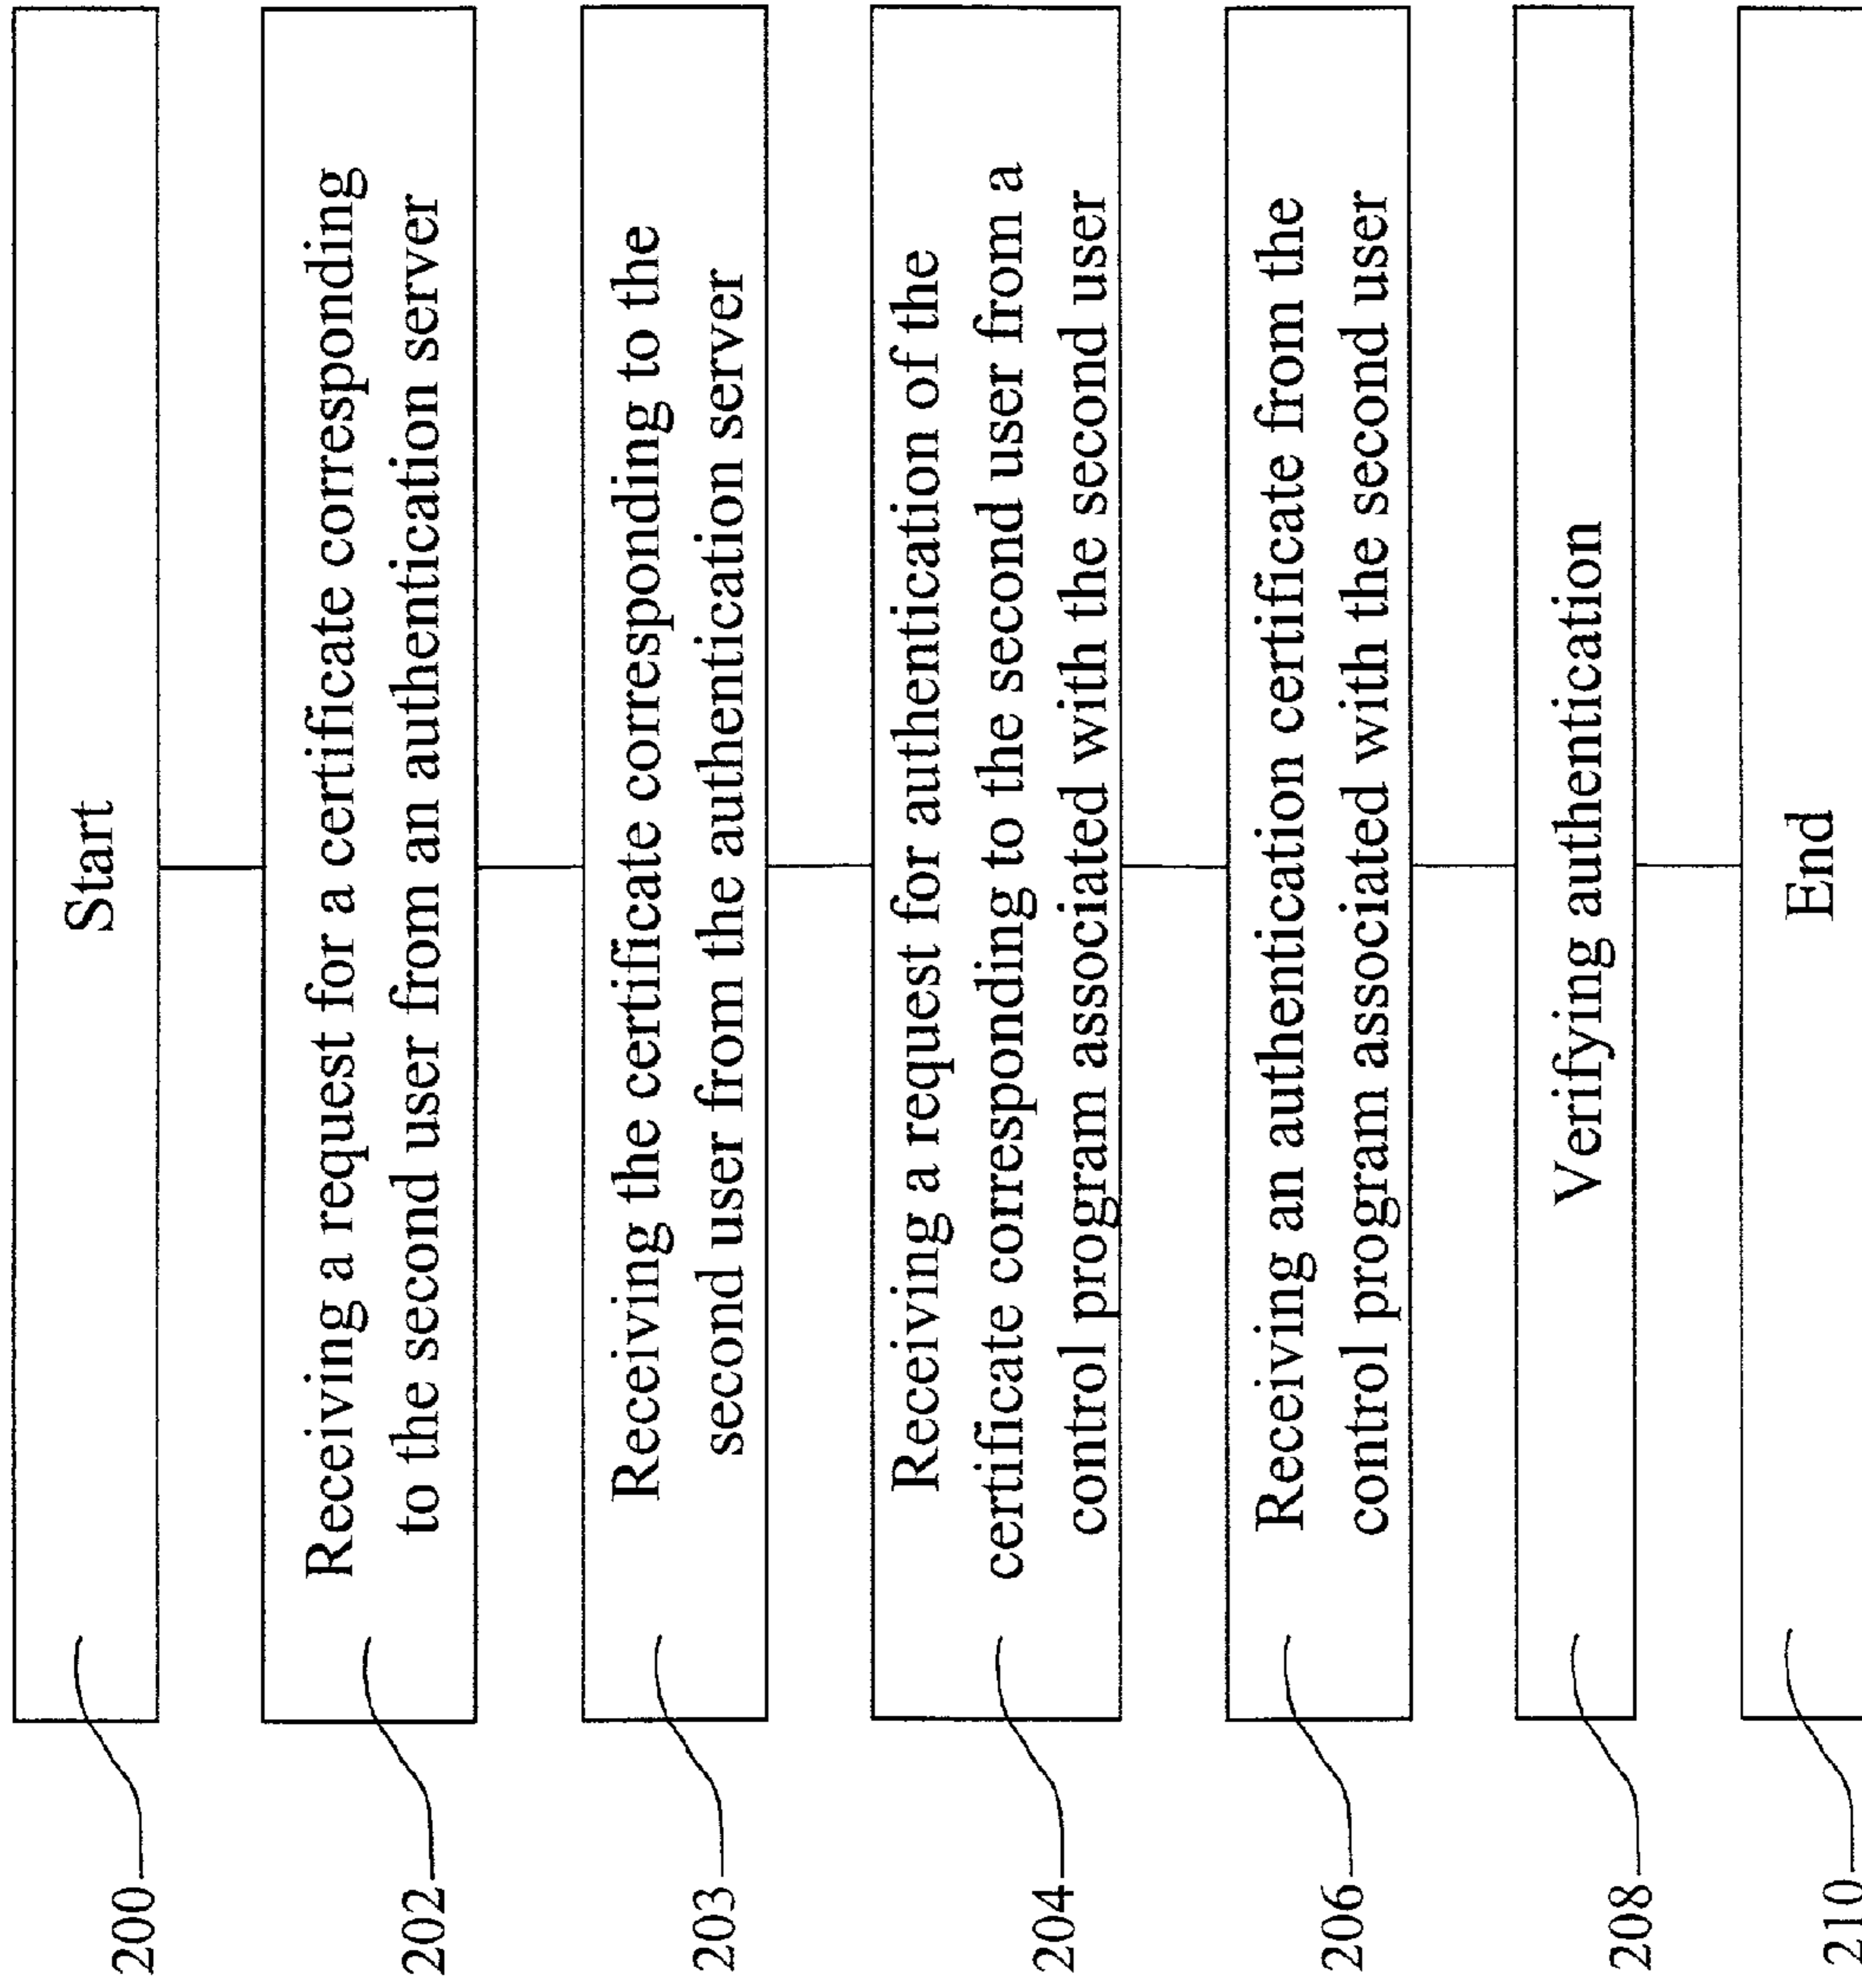 200
Start
202
Receiving a request for a certificate corresponding
to the second user from an authentication server
203
Receiving the certificate corresponding to the
second user from the authentication server
204
Receiving a request for authentication of the
certificate corresponding to the second user from a
control program associated with the second user
206
Receiving an authentication certificate from the
control program associated with the second user
208
Verifying authentication
210
End